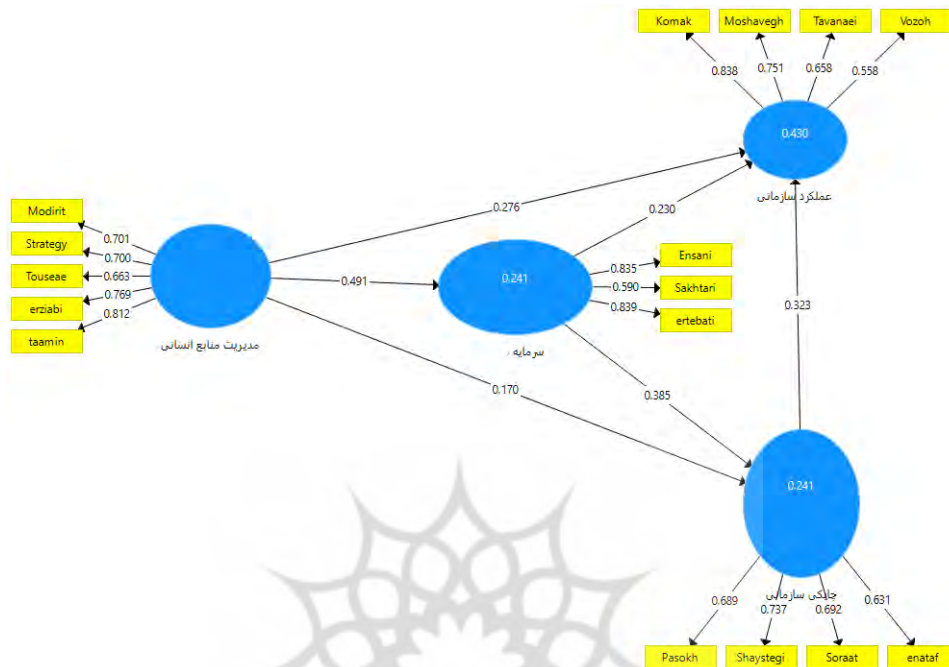 Komak
Moshavegh
Tavanaei
Vozoh
0.838
0.751
0.658
0.558
0.430
عملکرد سازمانی
0.276
0.230
Modirit
Strategy
Touseae
erziabi
taamin
0.701
0.700
0.663
0.769
0.812
مدیریت منابع انسانی
0.491
0.241
سرمایه .
0.835
0.590
0.839
Ensani
Sakhtari
ertebati
0.323
0.170
0.385
0.241
چابکی سازمانی
0.689
0.737
0.692
0.631
Pasokh
Shaystegi
Soraat
enataf